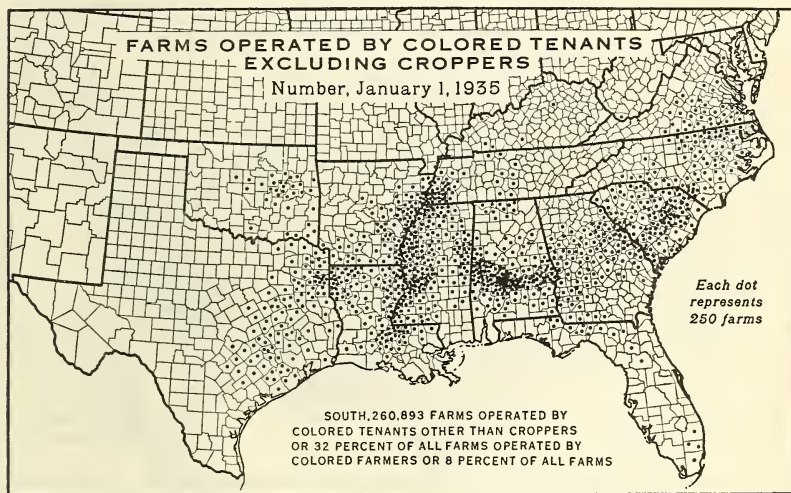 FARMS OPERATED BY COLORED TENANTS
EXCLUDING CROPPERS
Number, January 1, 1935
Each dot
represents
250 farms
SOUTH, 260,893 FARMS OPERATED BY
COLORED TENANTS OTHER THAN CROPPERS
OR 32 PERCENT OF ALL FARMS OPERATED BY
COLORED FARMERS OR 8 PERCENT OF ALL FARMS